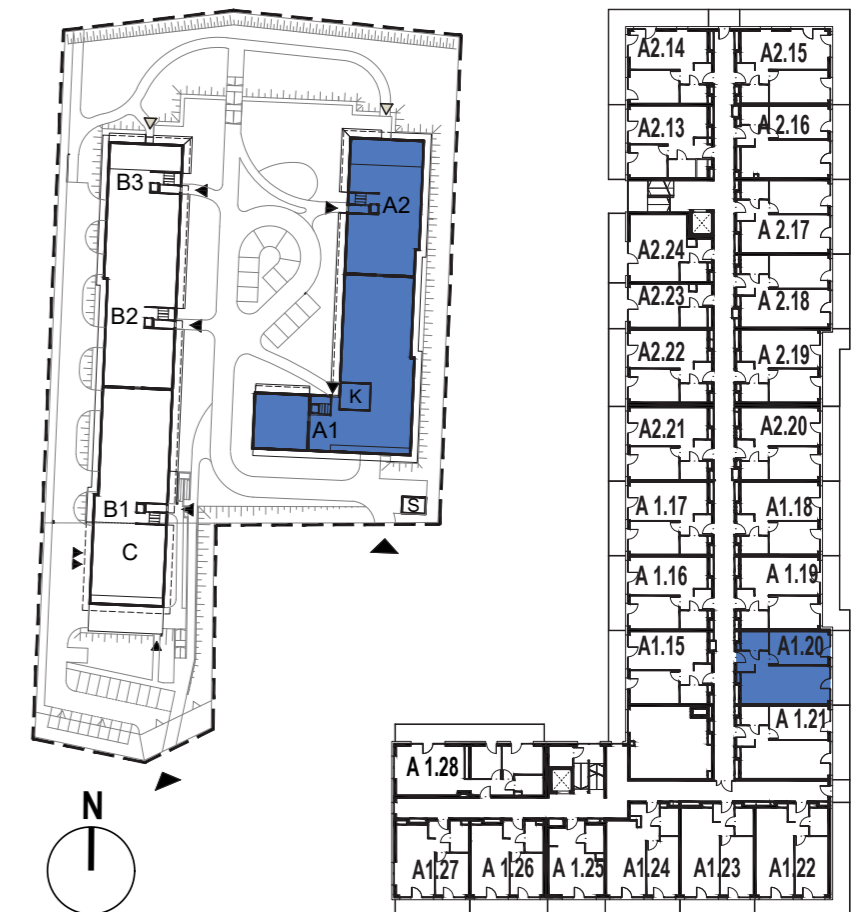 B3
A2
B2
K
A1
B1
S
C
N
A2.14
A2.15
A2.13
A 2.16
A 2.17
A2.24
A2.23
A 2.18
A2.22
A 2.19
A2.21
A2.20
A 1.17
A1.18
A 1.16
A 1.19
A1.15
A1.20
A 1.21
A 1.28
A1.27
A 1.26
A 1.25
A1.24
A1.23
A1.22